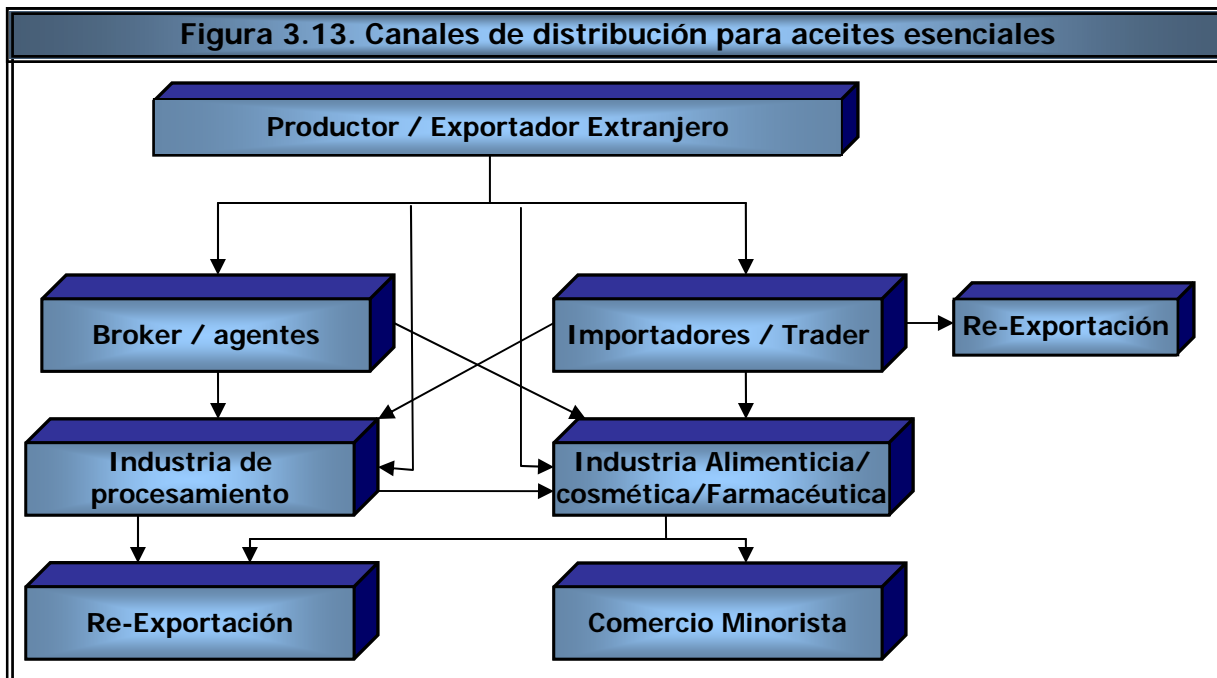 Figura 3.13. Canales de distribución para aceites esenciales
Productor / Exportador Extranjero
Broker / agentes
Importadores / Trader
Re-Exportación
Industria de
procesamiento
Industria Alimenticia/
cosmética/Farmacéutica
Re-Exportación
Comercio Minorista